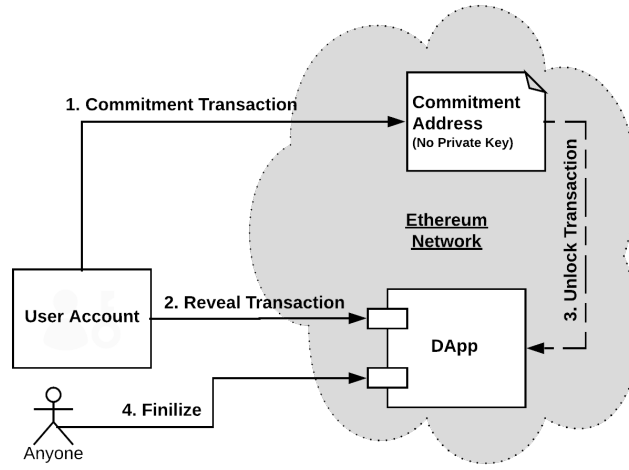 1. Commitment Transaction
Commitment
Address
(No Private Key)
3. Unlock Transaction
Ethereum
Network
User Account
2. Reveal Transaction
DApp
4. Finilize
Anyone